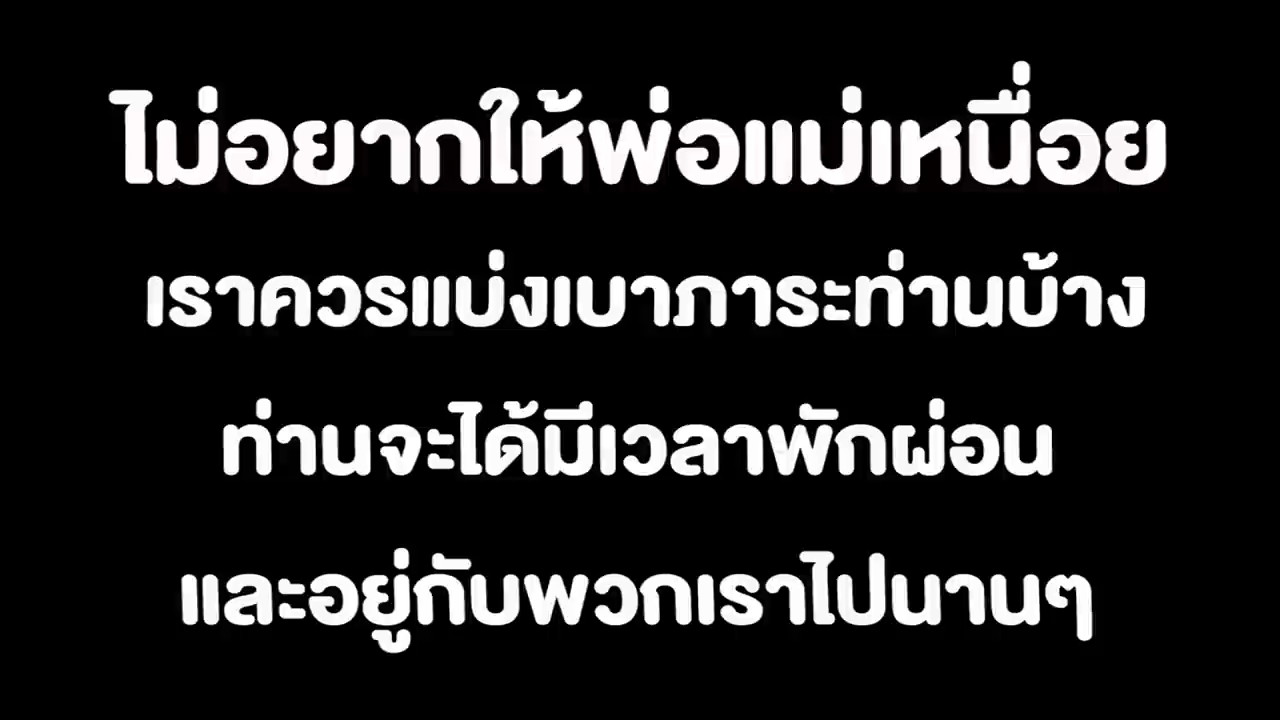 ไม่อยากให้พ่อแม่เหนื่อย
เราควรแบ่งเบาภาระท่านบ้าง
ท่านจะได้มีเวลาพักผ่อน
และอยู่กับพวกเราไปนานๆ